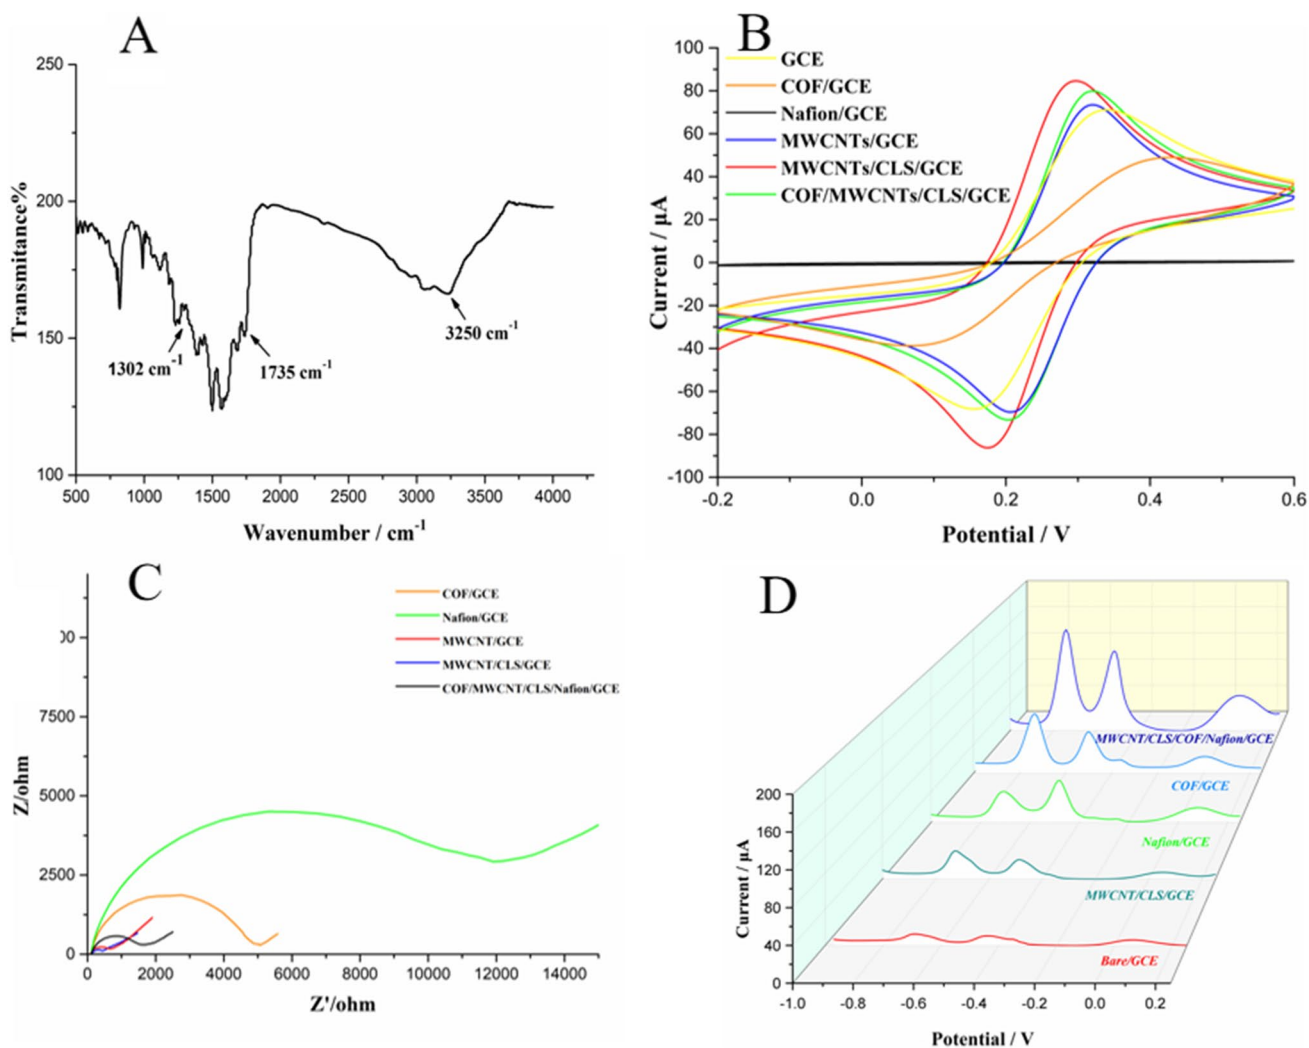 A
250
200
150
100
Transmitance%
1302 cm-1
1735 cm-1
3250 cm-1
500 1000 1500 2000 2500 3000 3500 4000
Wavenumber / cm-1
B
100
80
60
40
20
0
-20
-40
-60
-80
-100
Current / µA
GCE
COF/GCE
Nafion/GCE
MWCNTs/GCE
MWCNTs/CLS/GCE
COF/MWCNTs/CLS/GCE
-0.2 0.0 0.2 0.4 0.6
Potential / V
C
COF/GCE
Nafion/GCE
MWCNT/GCE
MWCNT/CLS/GCE
COF/MWCNT/CLS/Nafion/GCE
7500
5000
2500
0
Z/ohm
0 2000 4000 6000 8000 10000 12000 14000
Z'/ohm
D
MWCNT/CLS/COF/Nafion/GCE
COF/GCE
Nafion/GCE
MWCNT/CLS/GCE
Bare/GCE
200
160
120
80
40
0
Current / µA
-1.0 -0.8 -0.6 -0.4 -0.2 0.0 0.2
Potential / V